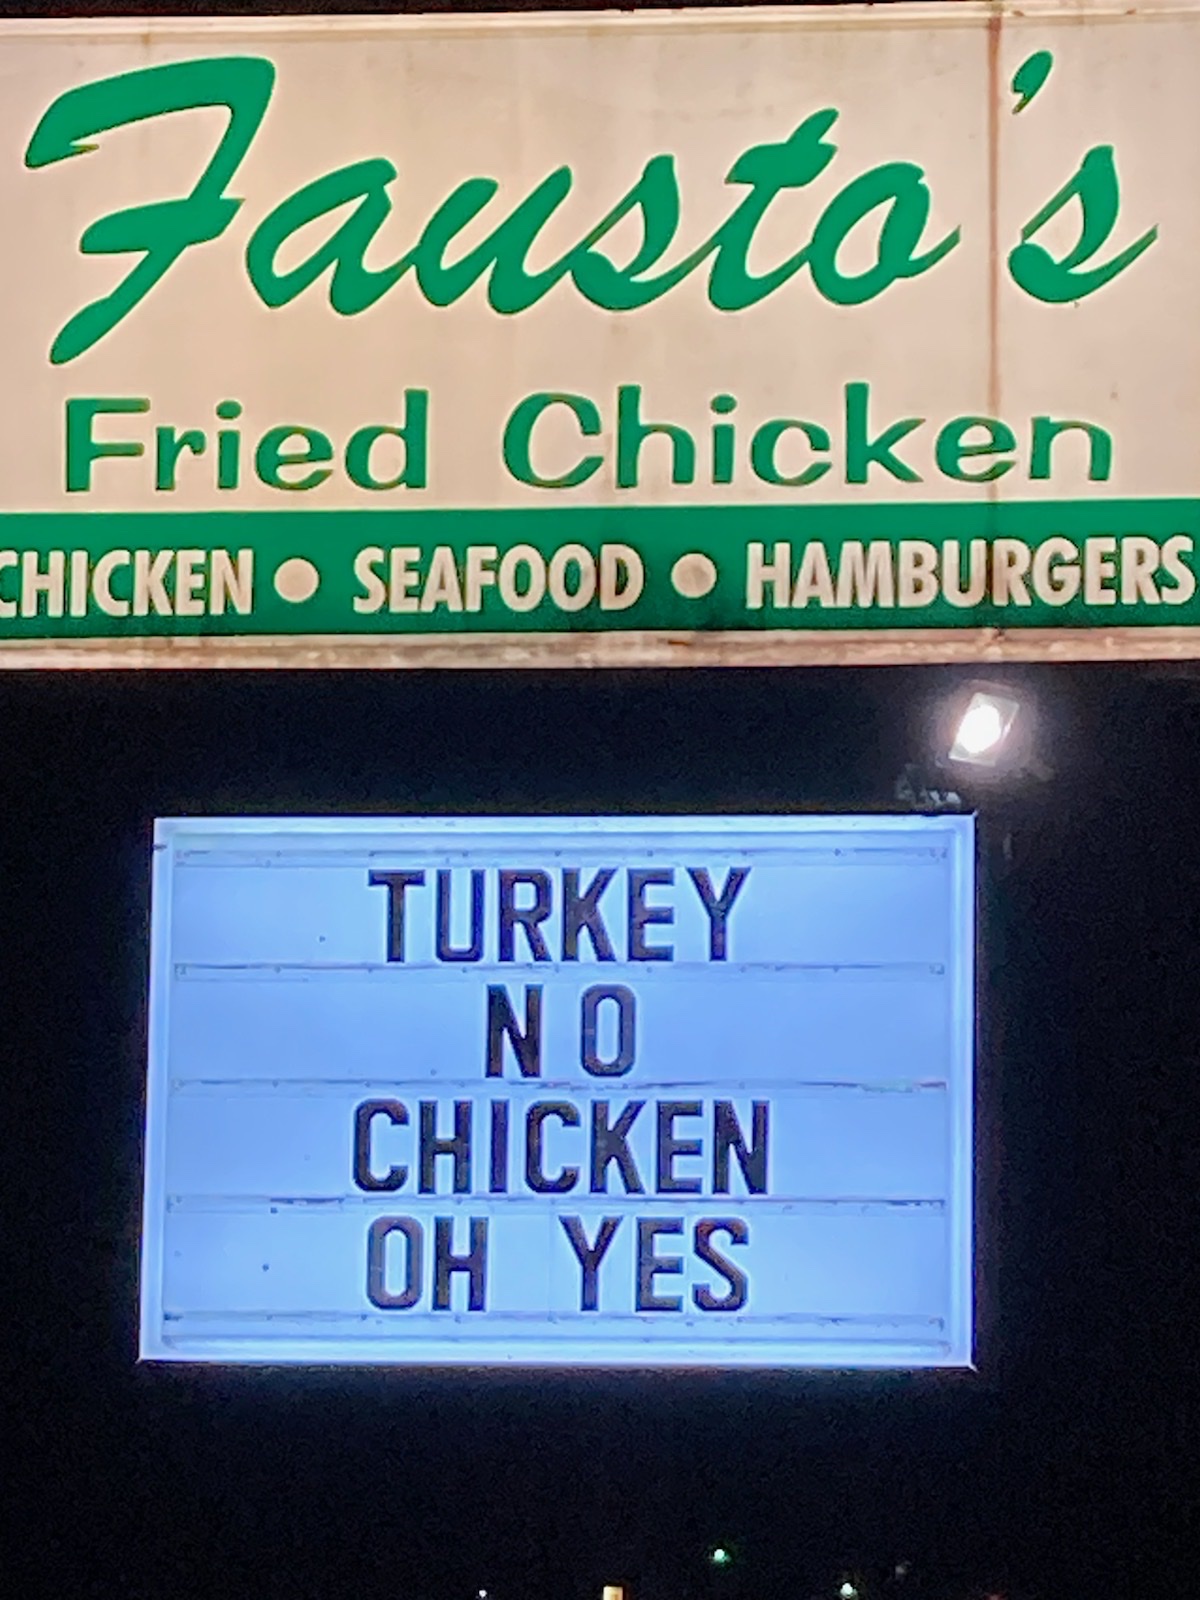 Fausto's
Fried Chicken
CHICKEN • SEAFOOD • HAMBURGERS
TURKEY
NO
CHICKEN
OH YES